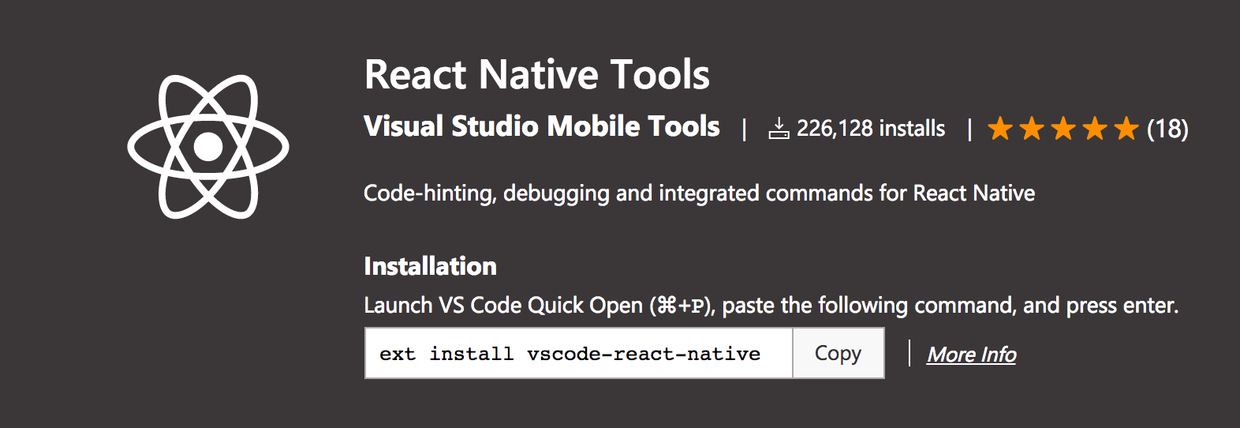 React Native Tools
Visual Studio Mobile Tools | 226,128 installs | (18)
Code-hinting, debugging and integrated commands for React Native
Installation
Launch VS Code Quick Open (⌘+P), paste the following command, and press enter.
ext install vscode-react-native Copy | More Info